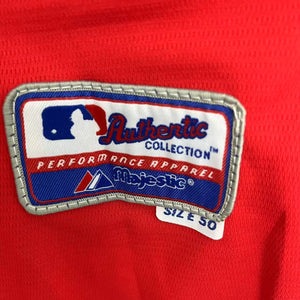 Authentic
COLLECTION™
PERFORMANCE APPAREL
Majestic®
SIZE 50